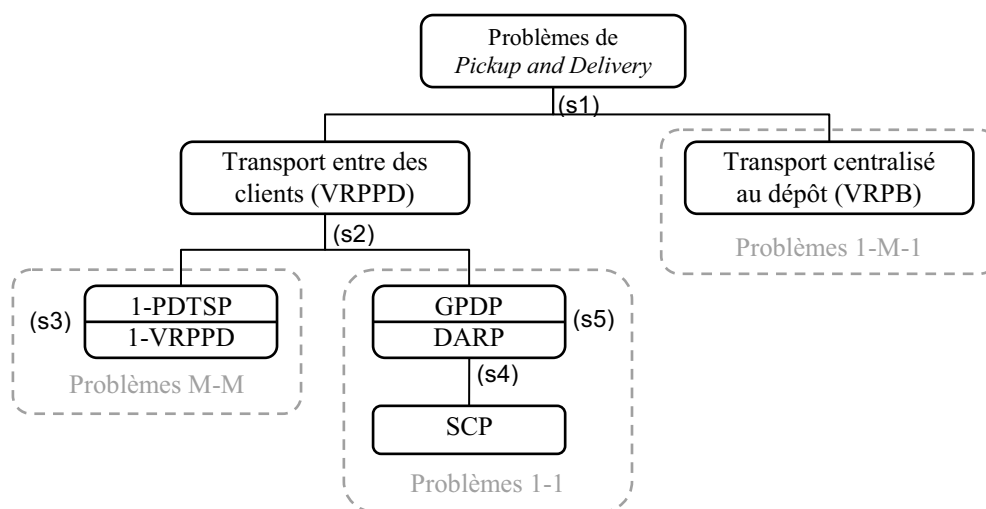 Problèmes de
Pickup and Delivery
(s1)
Transport entre des
clients (VRPPD)
Transport centralisé
au dépôt (VRPB)
(s2)
Problèmes 1-M-1
(s3)
1-PDTSP
1-VRPPD
GPDP
DARP
(s5)
(s4)
Problèmes M-M
SCP
Problèmes 1-1